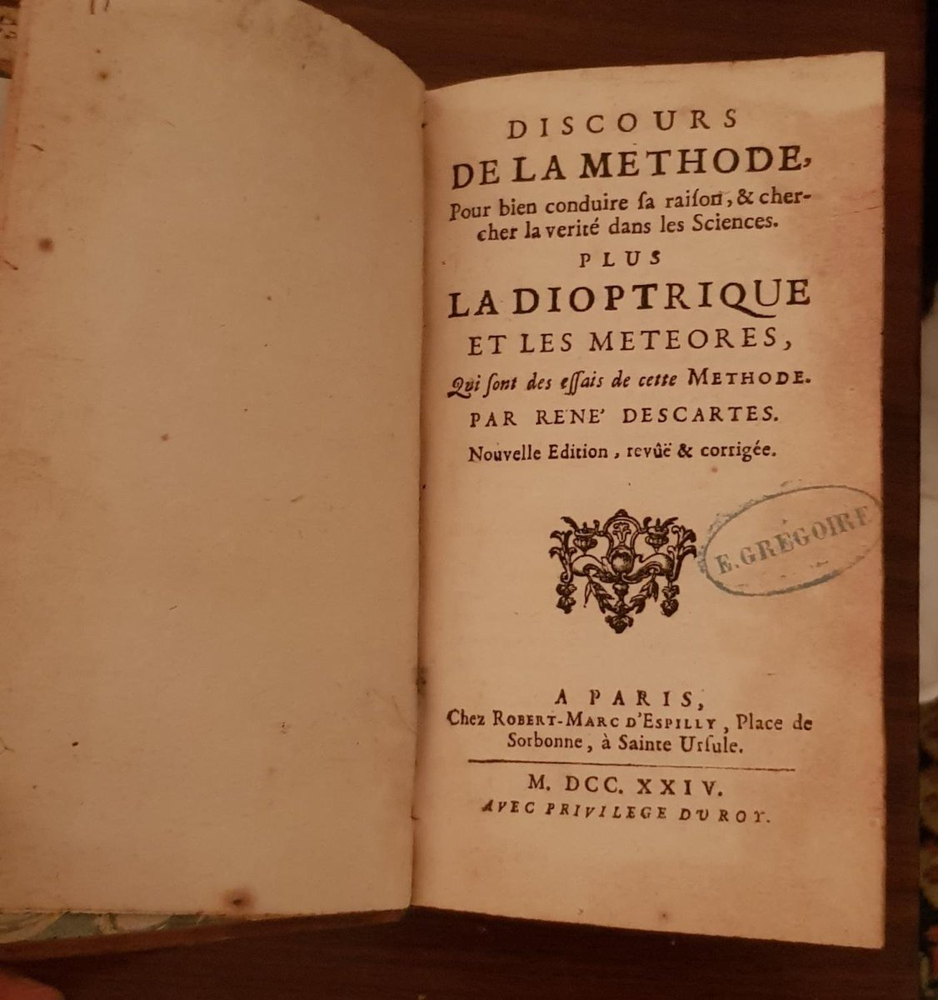 DISCOURS
DE LA METHODE,
Pour bien conduire ſa raiſon, & cher-
cher la verité dans les Sciences.
PLUS
LA DIOPTRIQUE
ET LES METEORES,
Qui ſont des eſſais de cette METHODE.
PAR RENE' DESCARTES.
Nouvelle Edition, revûë & corrigée.
E. GREGOIRE
A PARIS,
Chez ROBERT-MARC D'ESPILLY, Place de
Sorbonne, à Sainte Urſule.
M. DCC. XXIV.
AVEC PRIVILEGE DU ROY.